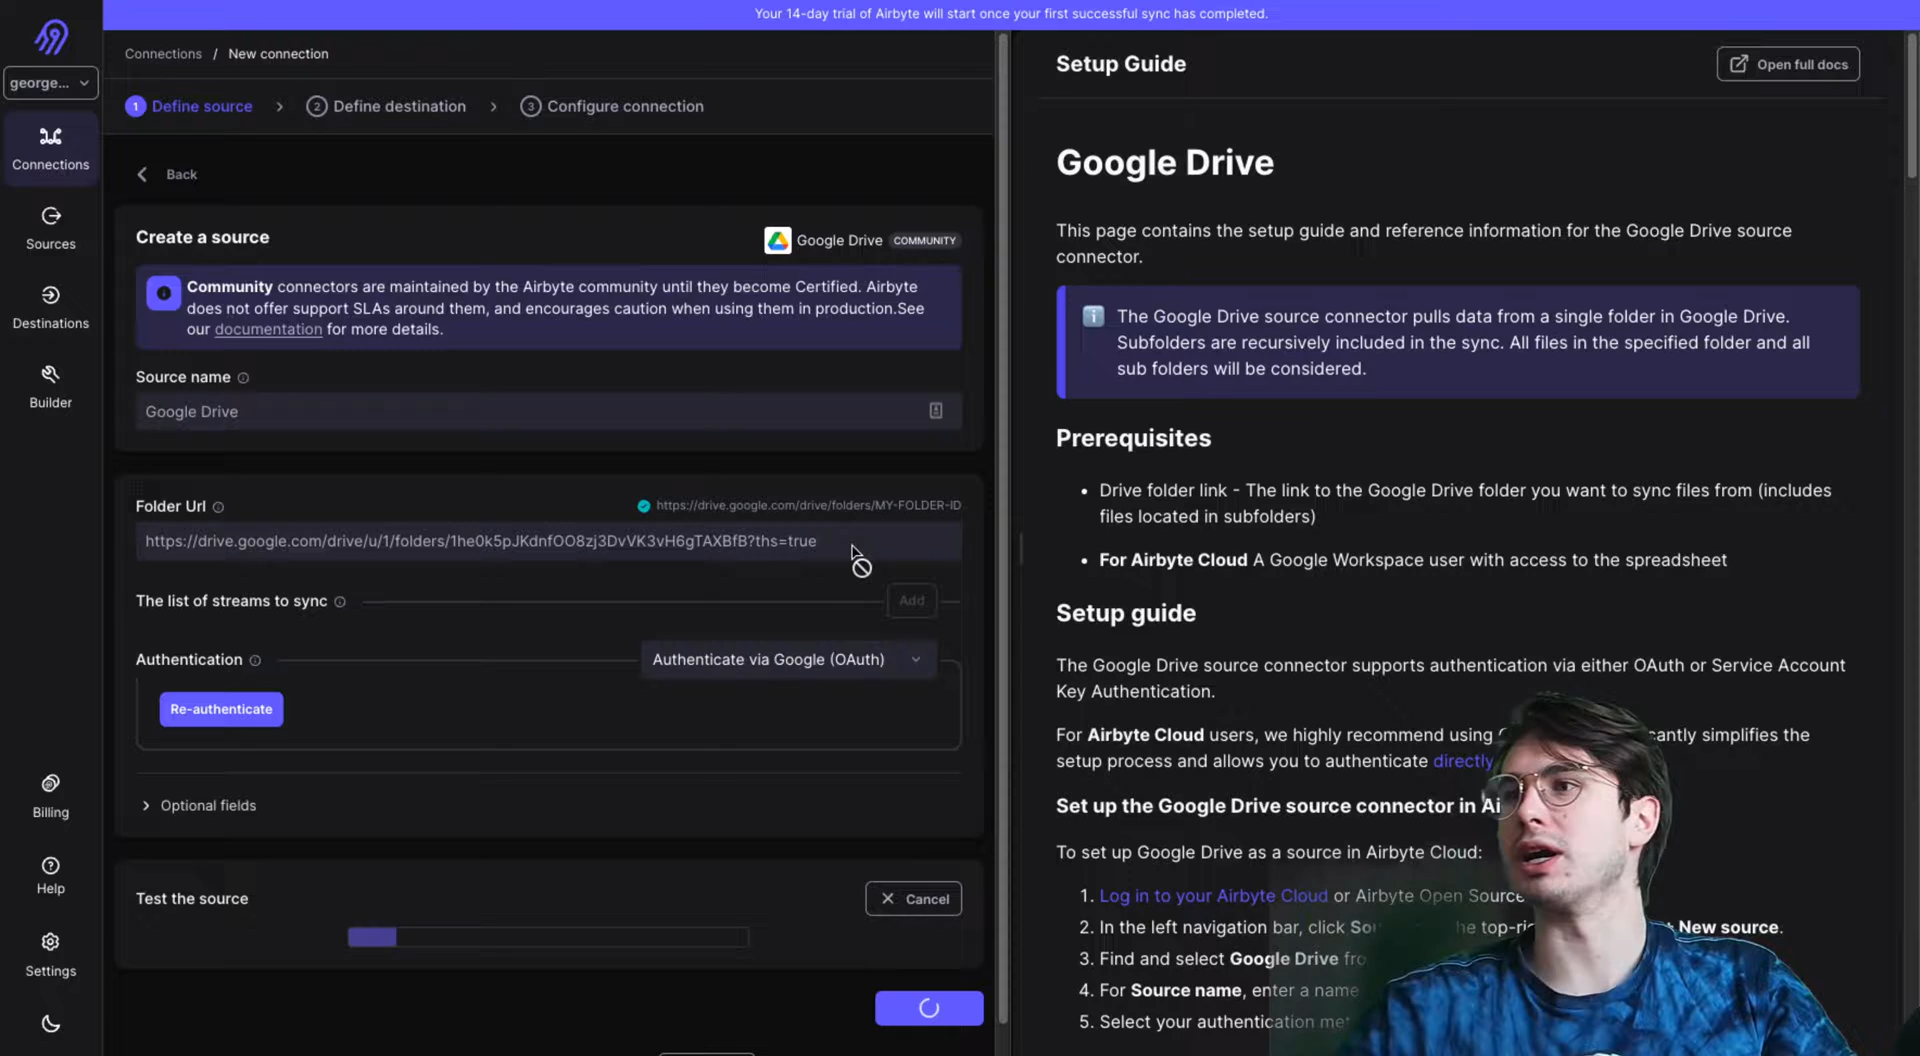 Your 14-day trial of Airbyte will start once your first successful sync has completed.
george...
Connections
Sources
Destinations
Builder
Billing
Help
Settings
Connections / New connection
1 Define source
2 Define destination
3 Configure connection
Back
Create a source
Google Drive COMMUNITY
Community connectors are maintained by the Airbyte community until they become Certified. Airbyte
does not offer support SLAs around them, and encourages caution when using them in production.See
our documentation for more details.
Source name
Google Drive
Folder Url
https://drive.google.com/drive/folders/MY-FOLDER-ID
https://drive.google.com/drive/u/1/folders/1he0k5pJKdnfOO8zj3DvVK3vH6gTAXBfB?ths=true
The list of streams to sync
Add
Authentication
Authenticate via Google (OAuth)
Re-authenticate
Optional fields
Test the source
Cancel
Setup Guide
Open full docs
Google Drive
This page contains the setup guide and reference information for the Google Drive source
connector.
The Google Drive source connector pulls data from a single folder in Google Drive.
Subfolders are recursively included in the sync. All files in the specified folder and all
sub folders will be considered.
Prerequisites
• Drive folder link - The link to the Google Drive folder you want to sync files from (includes
files located in subfolders)
• For Airbyte Cloud A Google Workspace user with access to the spreadsheet
Setup guide
The Google Drive source connector supports authentication via either OAuth or Service Account
Key Authentication.
For Airbyte Cloud users, we highly recommend using simplifies the
setup process and allows you to authenticate directly
Set up the Google Drive source connector in
To set up Google Drive as a source in Airbyte Cloud:
1. Log in to your Airbyte Cloud or Airbyte Open Source
2. In the left navigation bar, click New source.
3. Find and select Google Drive
4. For Source name, enter a name
5. Select your authentication